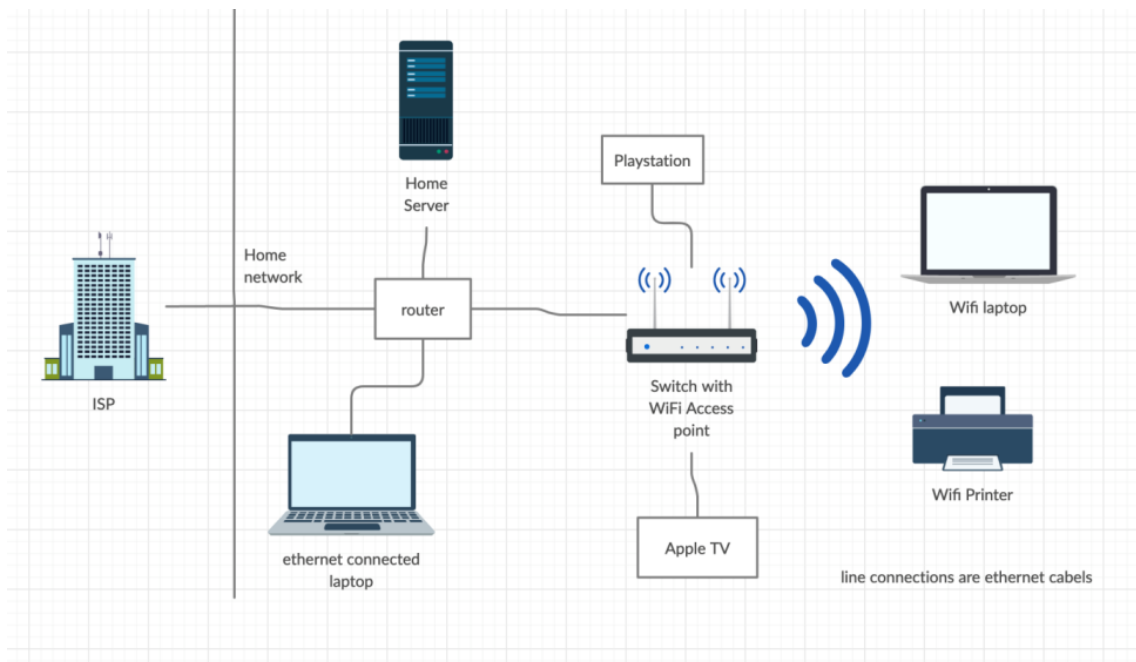 Home
Server
Playstation
Home
network
router
Wifi laptop
ISP
Switch with
WiFi Access
point
Wifi Printer
ethernet connected
laptop
Apple TV
line connections are ethernet cabels